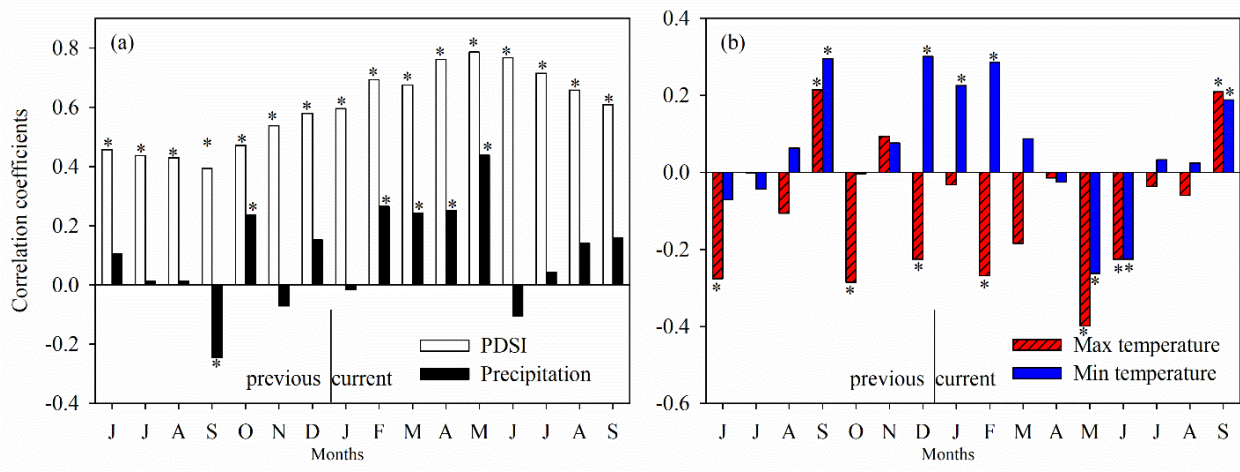 (a)
Correlation coefficients
0.8
0.6
0.4
0.2
0.0
-0.2
-0.4
* * * * * * * * * * * * * * * *
* * * * * *
PDSI
Precipitation
previous current
J J A S O N D J F M A M J J A S
Months
(b)
0.4
0.2
0.0
-0.2
-0.4
-0.6
* * * * * *
* * * * * * * *
Max temperature
Min temperature
previous current
J J A S O N D J F M A M J J A S
Months